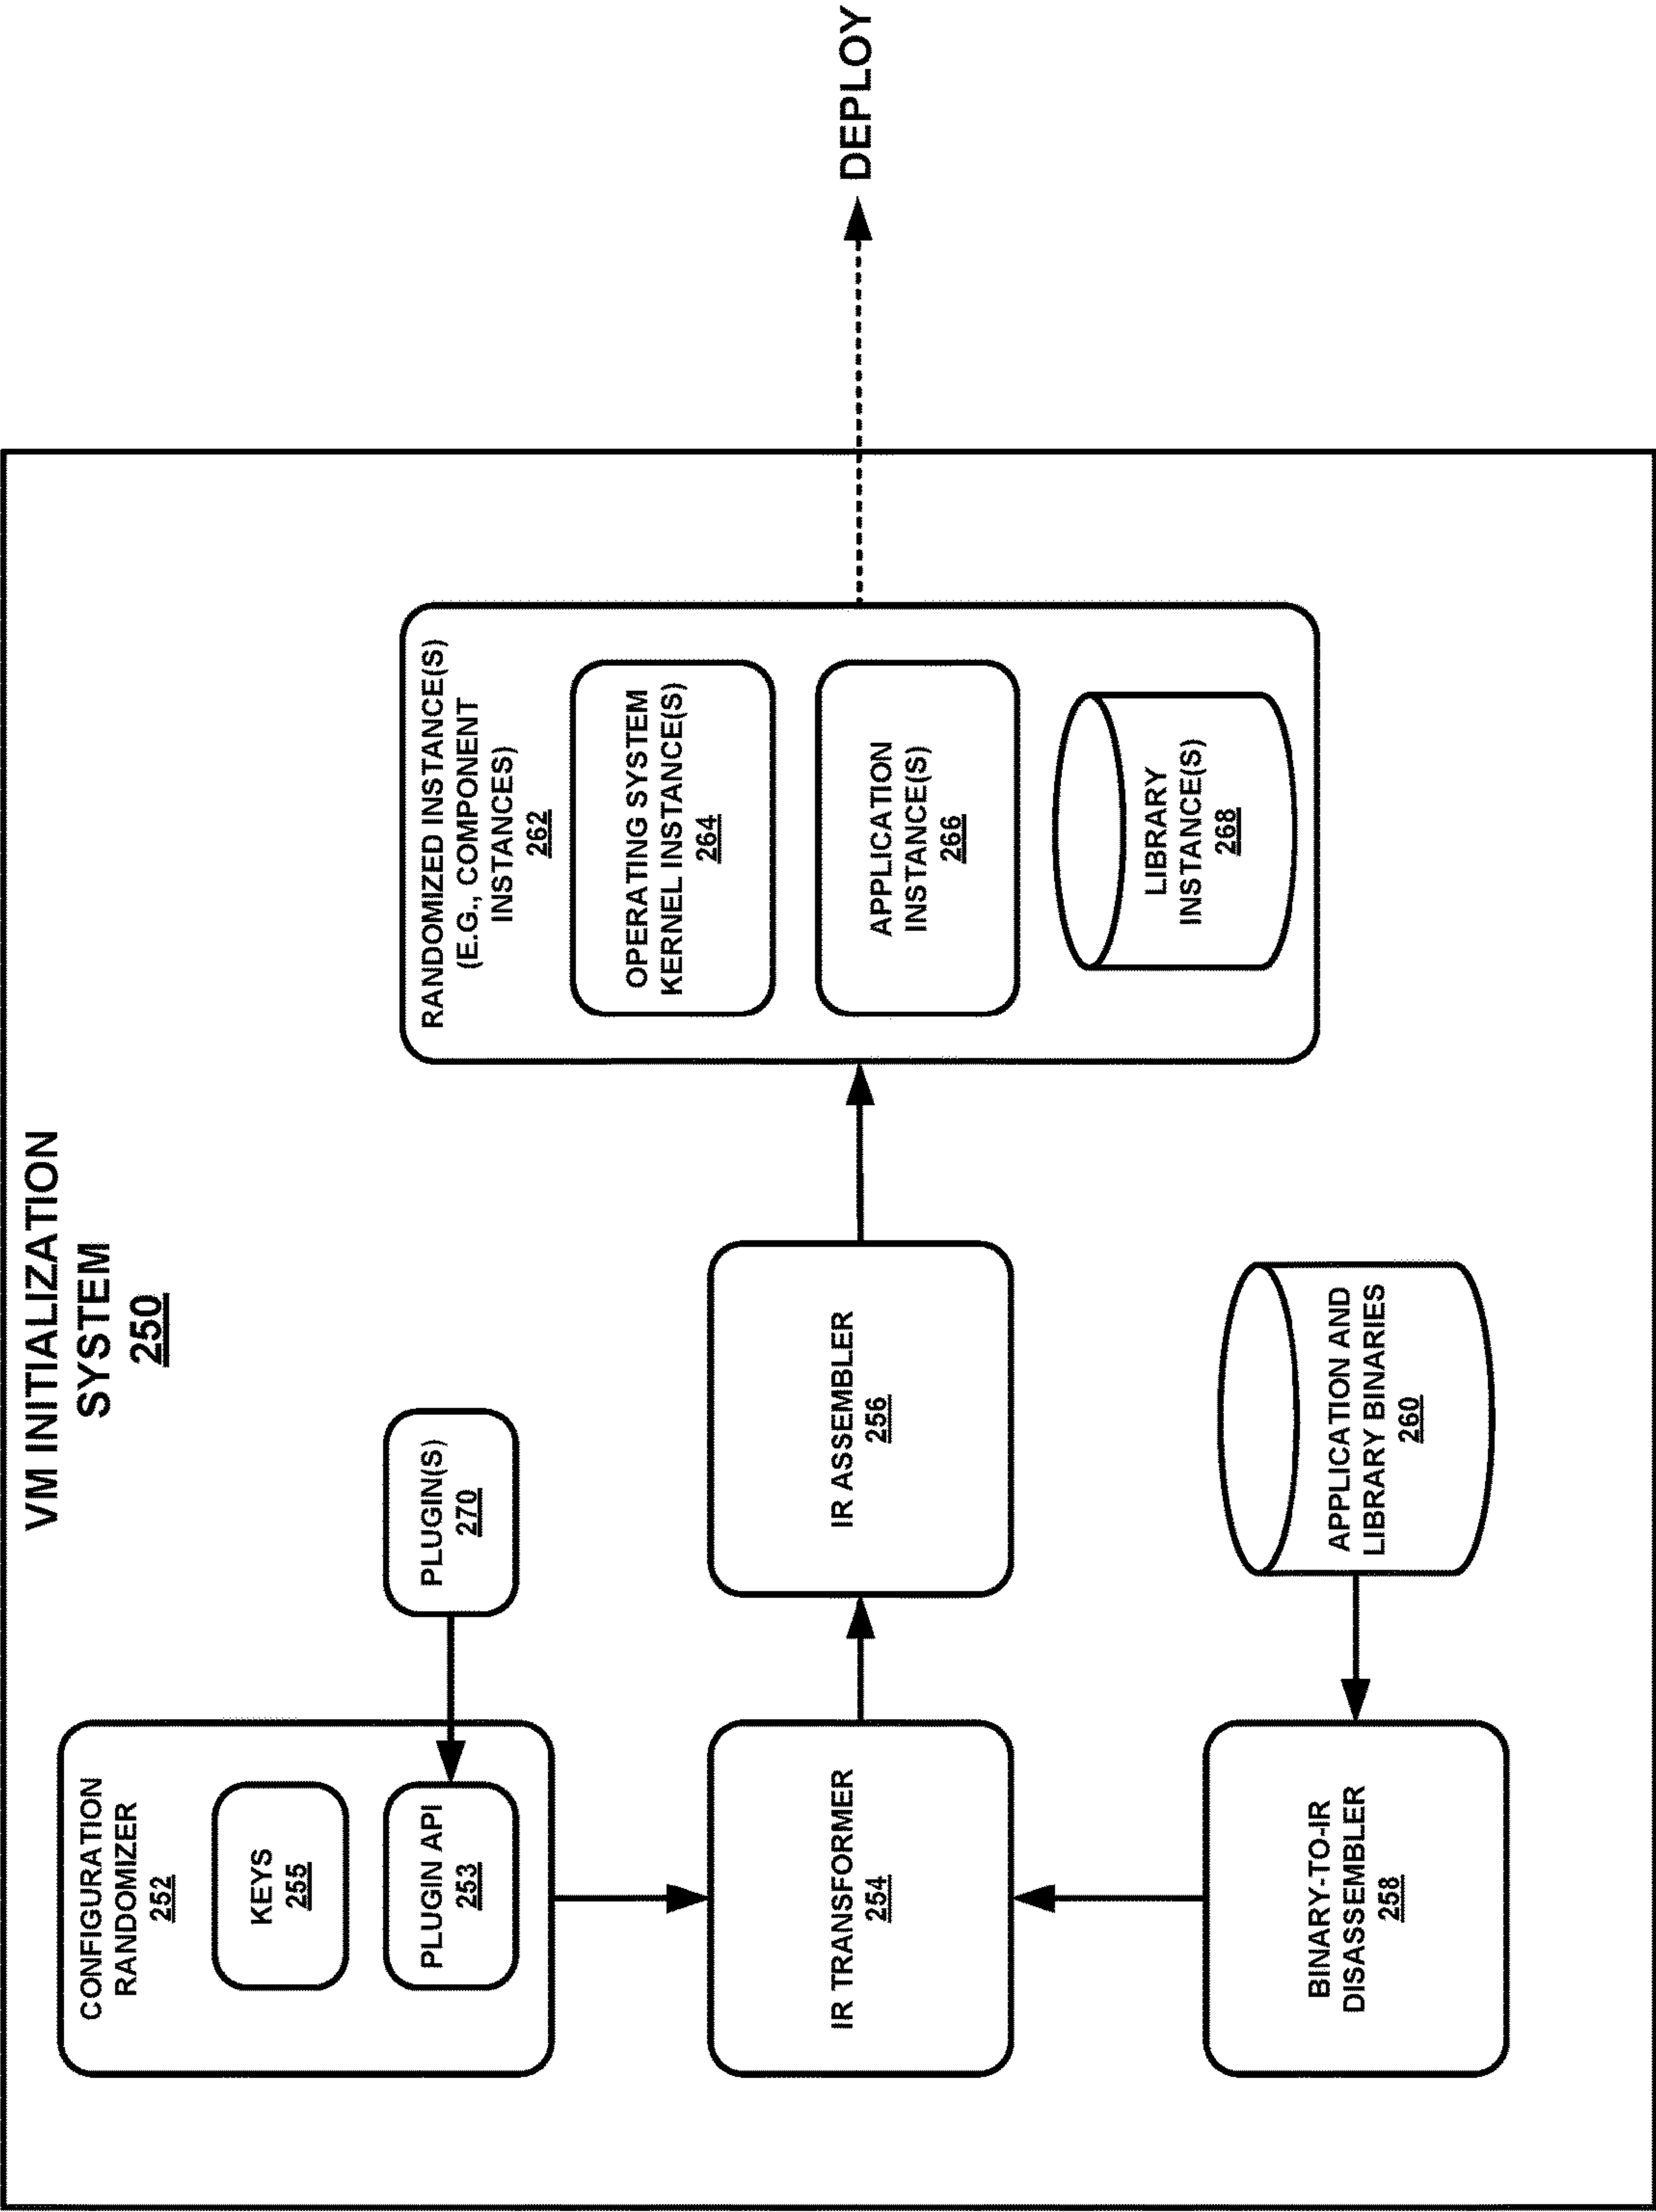 VM INITIALIZATION
SYSTEM
250
CONFIGURATION
RANDOMIZER
252
KEYS
255
PLUGIN API
253
PLUGIN(S)
270
IR TRANSFORMER
254
IR ASSEMBLER
256
BINARY-TO-IR
DISASSEMBLER
258
APPLICATION AND
LIBRARY BINARIES
260
RANDOMIZED INSTANCE(S)
(E.G., COMPONENT
INSTANCES)
262
OPERATING SYSTEM
KERNEL INSTANCE(S)
264
APPLICATION
INSTANCE(S)
266
LIBRARY
INSTANCE(S)
268
DEPLOY